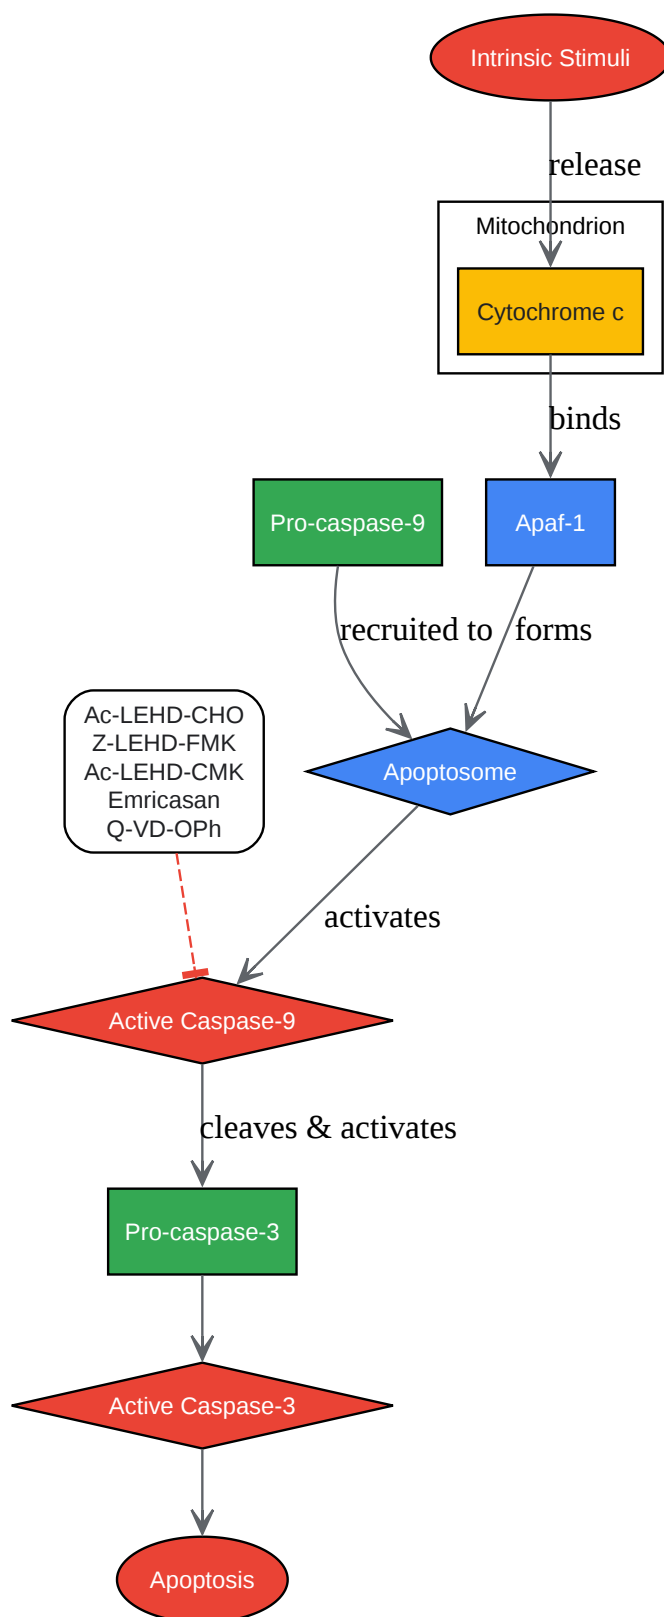 Intrinsic Stimuli
release
Mitochondrion
Cytochrome c
binds
Pro-caspase-9
Apaf-1
recruited to
forms
Ac-LEHD-CHO
Z-LEHD-FMK
Ac-LEHD-CMK
Emricasan
Q-VD-OPh
Apoptosome
activates
Active Caspase-9
cleaves & activates
Pro-caspase-3
Active Caspase-3
Apoptosis